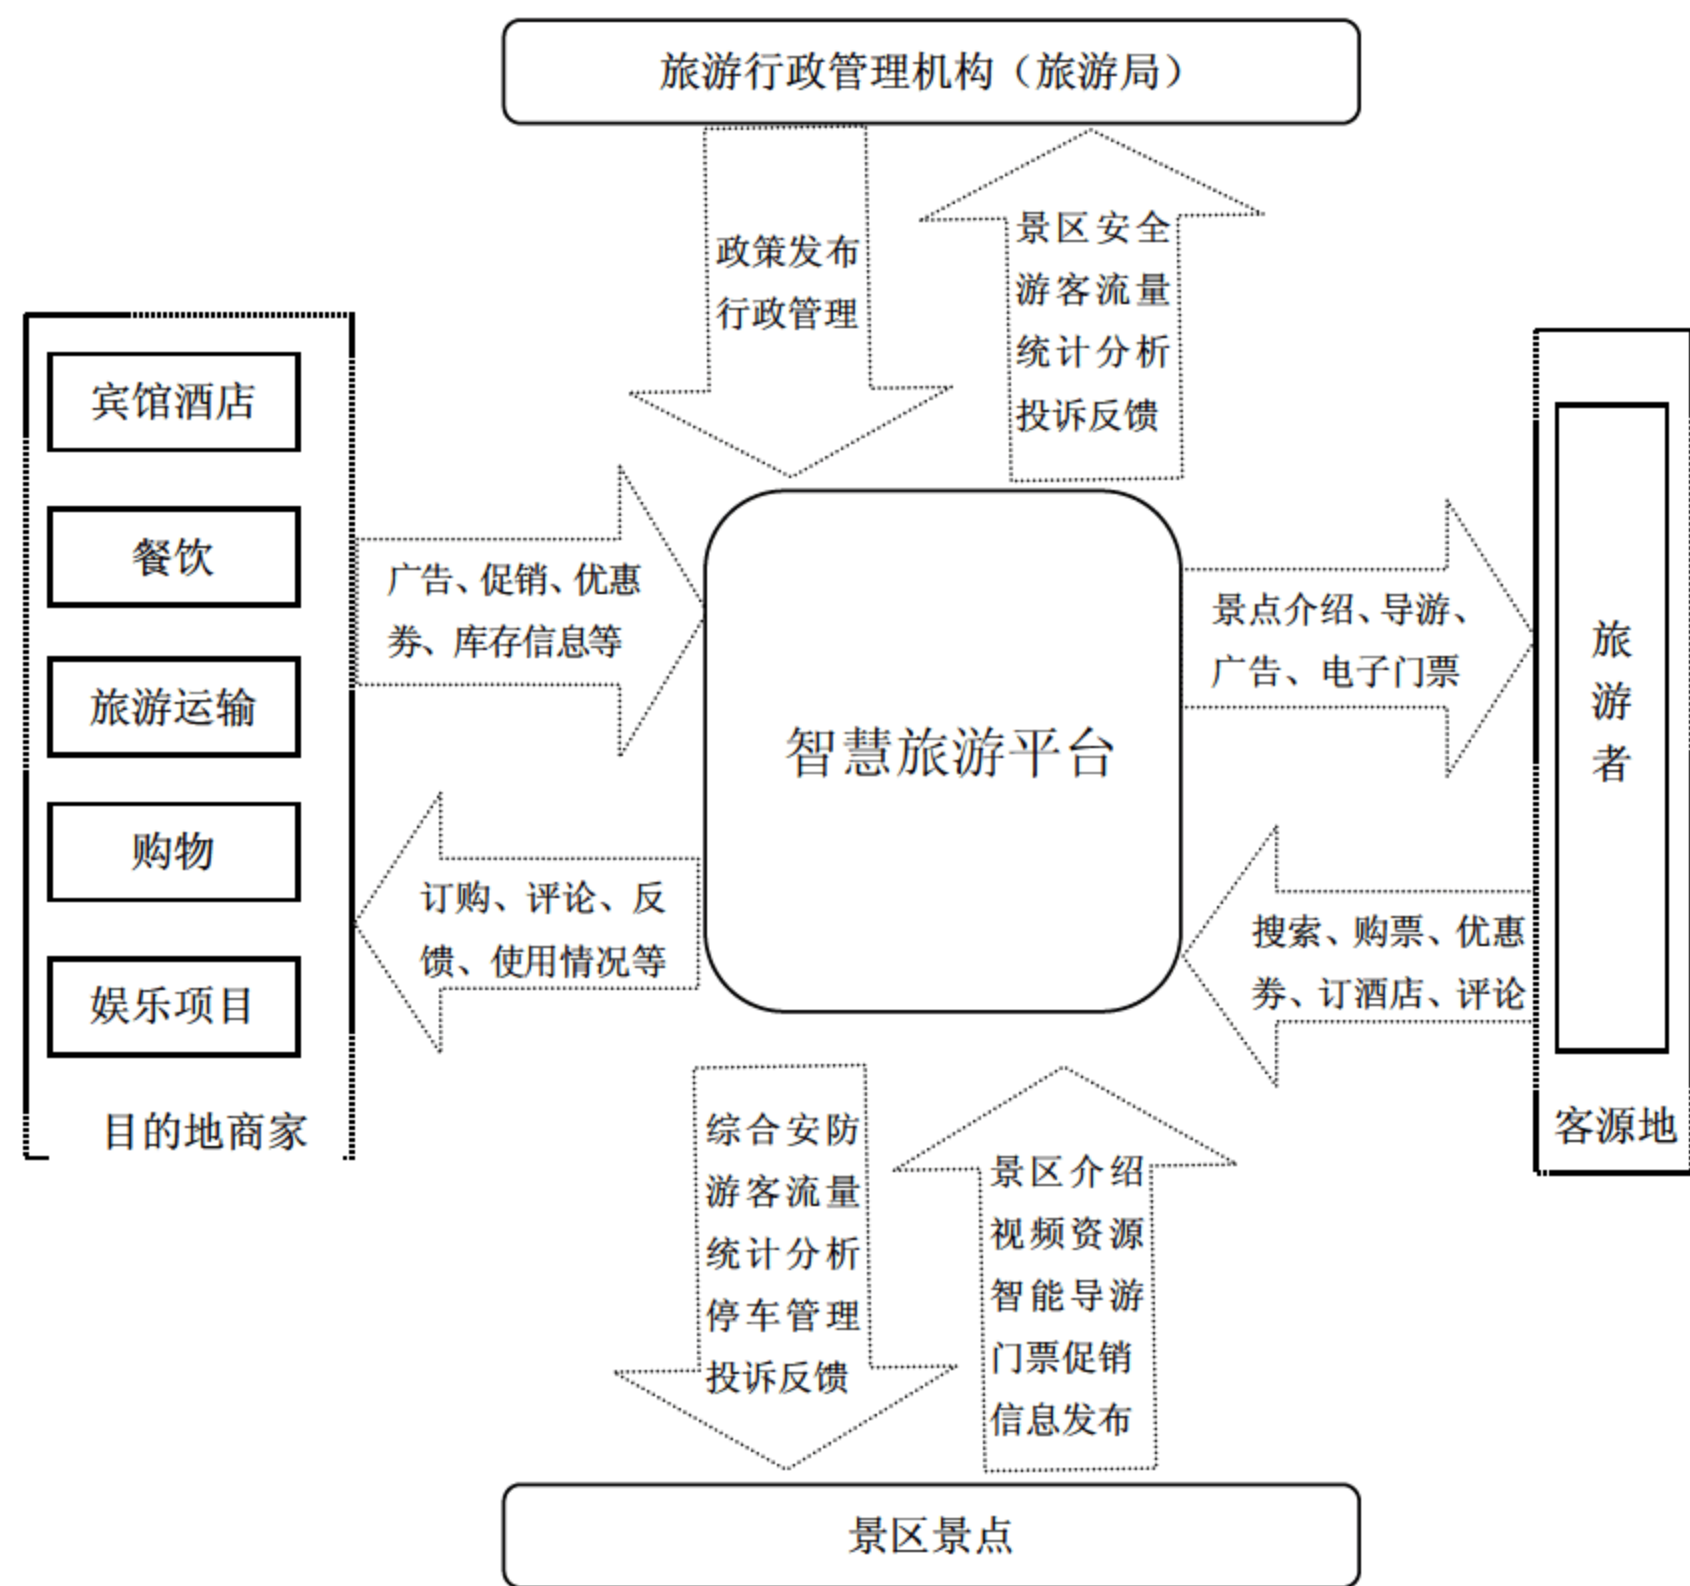 旅游行政管理机构（旅游局）
政策发布
行政管理
景区安全
游客流量
统计分析
投诉反馈
宾馆酒店
餐饮
旅游运输
购物
娱乐项目
目的地商家
广告、促销、优惠
券、库存信息等
订购、评论、反
馈、使用情况等
智慧旅游平台
景点介绍、导游、
广告、电子门票
搜索、购票、优惠
券、订酒店、评论
旅
游
者
客源地
综合安防
游客流量
统计分析
停车管理
投诉反馈
景区介绍
视频资源
智能导游
门票促销
信息发布
景区景点